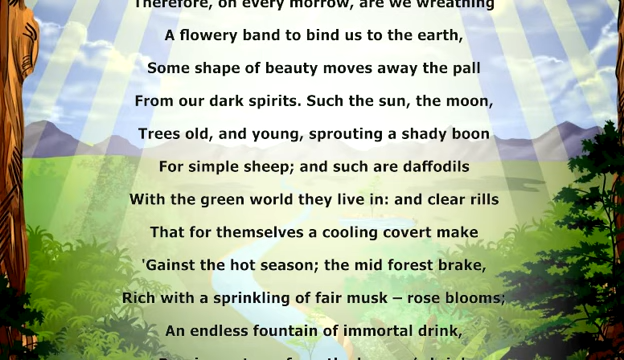 Therefore, on every morrow, are we wreathing
A flowery band to bind us to the earth,
Some shape of beauty moves away the pall
From our dark spirits. Such the sun, the moon,
Trees old, and young, sprouting a shady boon
For simple sheep; and such are daffodils
With the green world they live in: and clear rills
That for themselves a cooling covert make
'Gainst the hot season; the mid forest brake,
Rich with a sprinkling of fair musk – rose blooms;
An endless fountain of immortal drink,